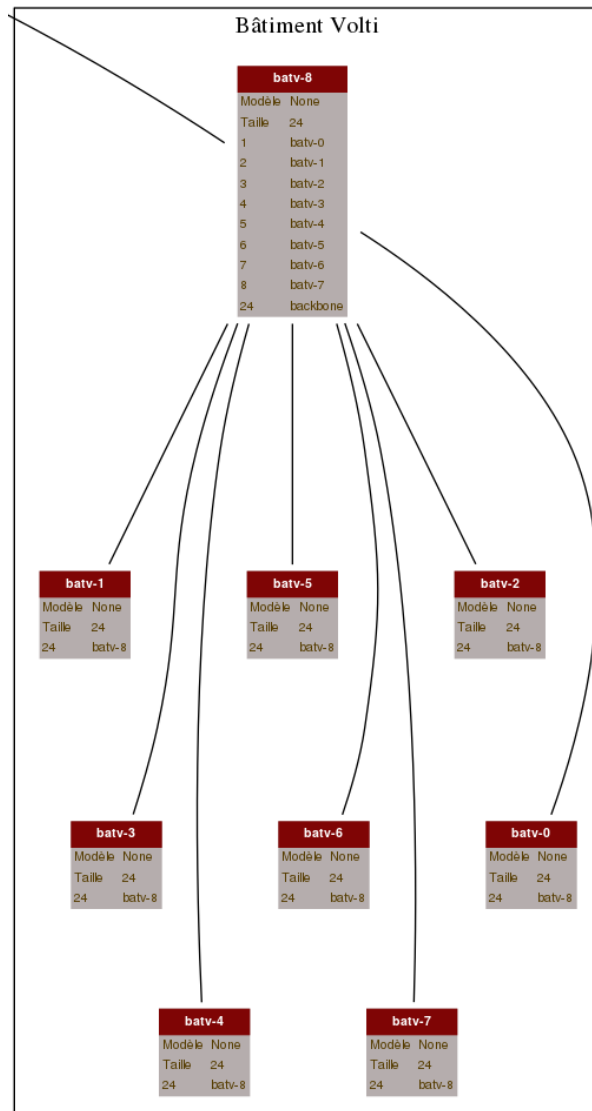 Bâtiment Volti
batv-8
Modèle None
Taille 24
1 batv-0
2 batv-1
3 batv-2
4 batv-3
5 batv-4
6 batv-5
7 batv-6
8 batv-7
24 backbone
batv-1
Modèle None
Taille 24
24 batv-8
batv-5
Modèle None
Taille 24
24 batv-8
batv-2
Modèle None
Taille 24
24 batv-8
batv-3
Modèle None
Taille 24
24 batv-8
batv-6
Modèle None
Taille 24
24 batv-8
batv-0
Modèle None
Taille 24
24 batv-8
batv-4
Modèle None
Taille 24
24 batv-8
batv-7
Modèle None
Taille 24
24 batv-8